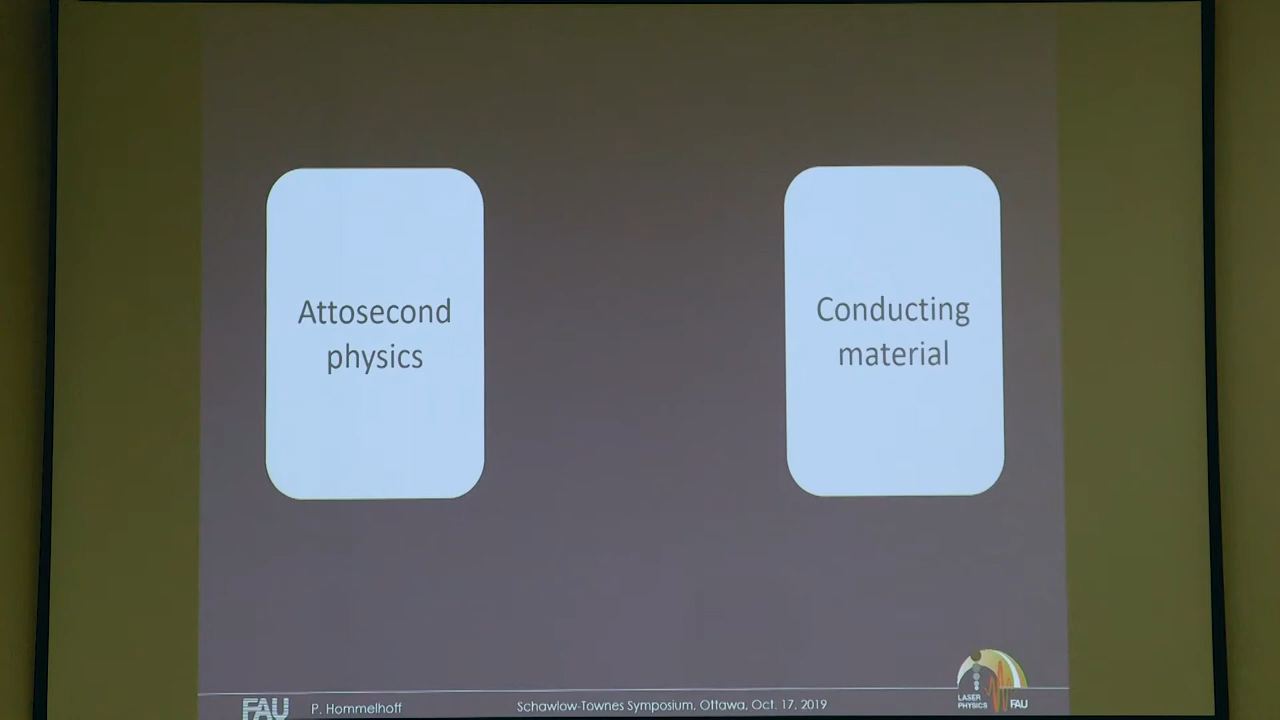 Attosecond
physics
Conducting
material
FAU
P. Hommelhoff
Schawlow-Townes Symposium, Ottawa, Oct. 17, 2019
LASER
PHYSICS
FAU